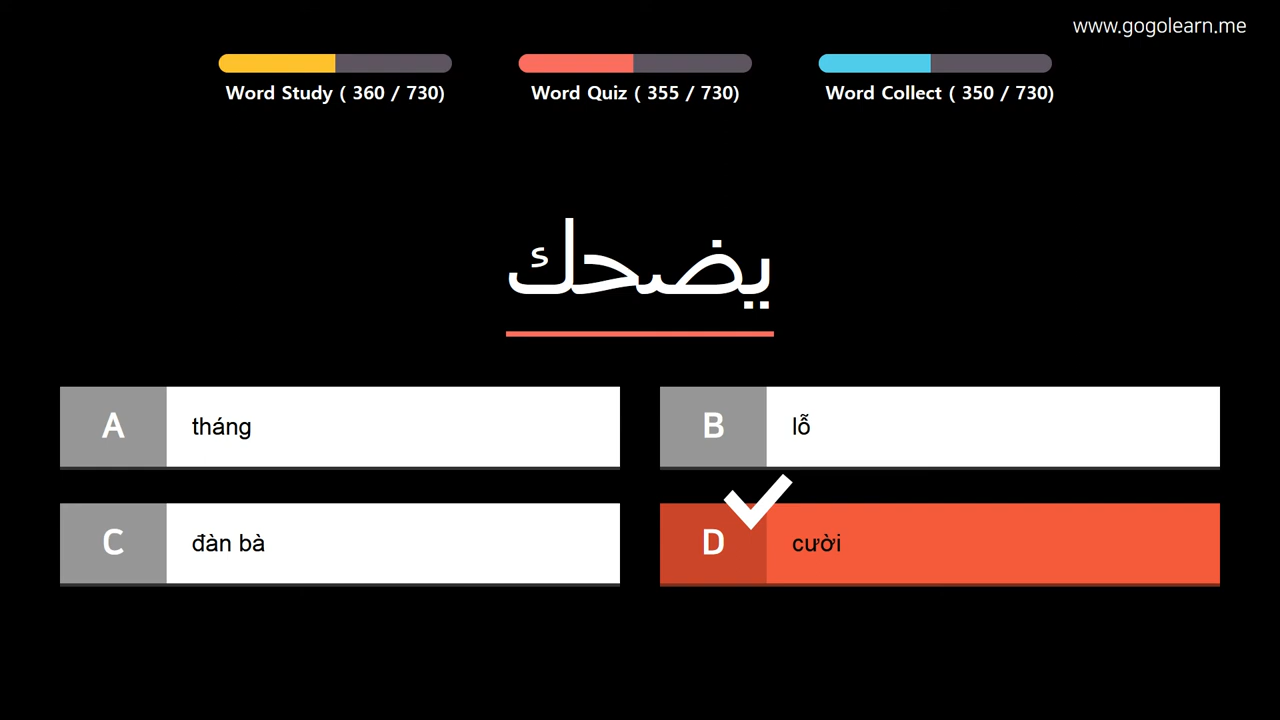 www.gogolearn.me
Word Study ( 360 / 730)
Word Quiz ( 355 / 730)
Word Collect ( 350 / 730)
يضحك
A tháng
B lỗ
C đàn bà
D cười